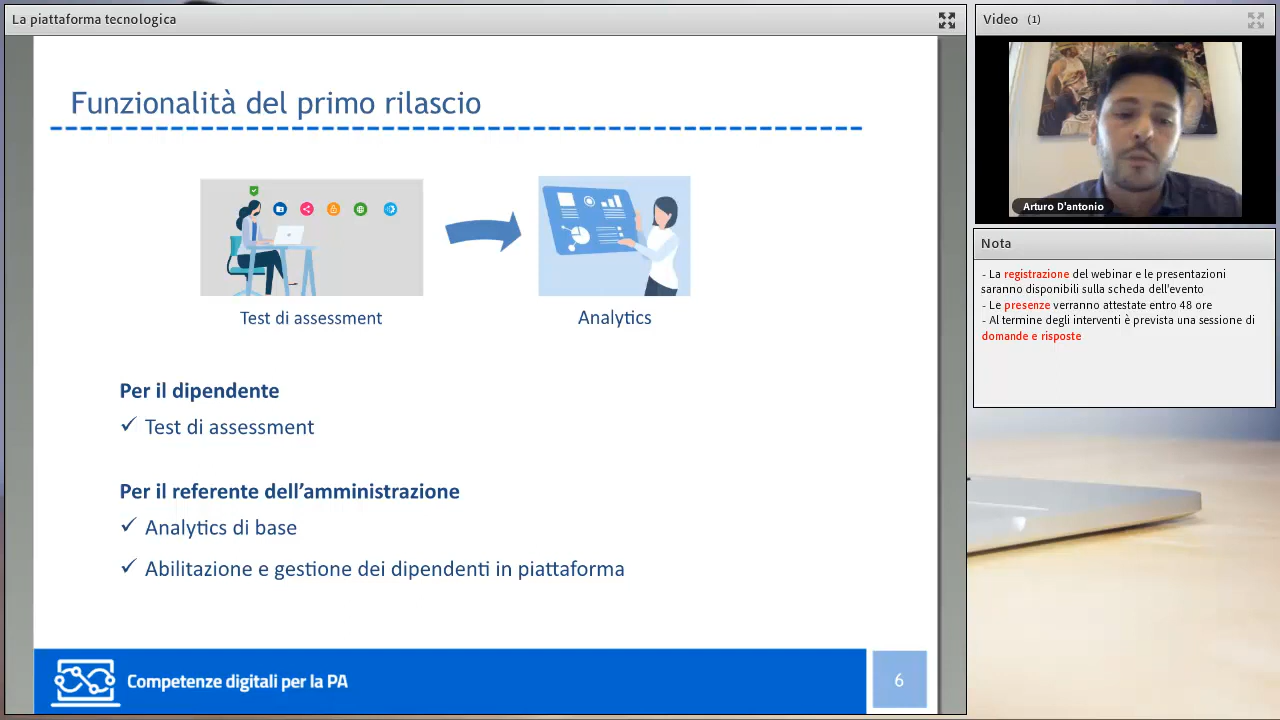 La piattaforma tecnologica
Funzionalità del primo rilascio
Test di assessment
Analytics
Per il dipendente
✓ Test di assessment
Per il referente dell’amministrazione
✓ Analytics di base
✓ Abilitazione e gestione dei dipendenti in piattaforma
Competenze digitali per la PA
6
Video (1)
Arturo D'antonio
Nota
- La registrazione del webinar e le presentazioni
saranno disponibili sulla scheda dell'evento
- Le presenze verranno attestate entro 48 ore
- Al termine degli interventi è prevista una sessione di
domande e risposte